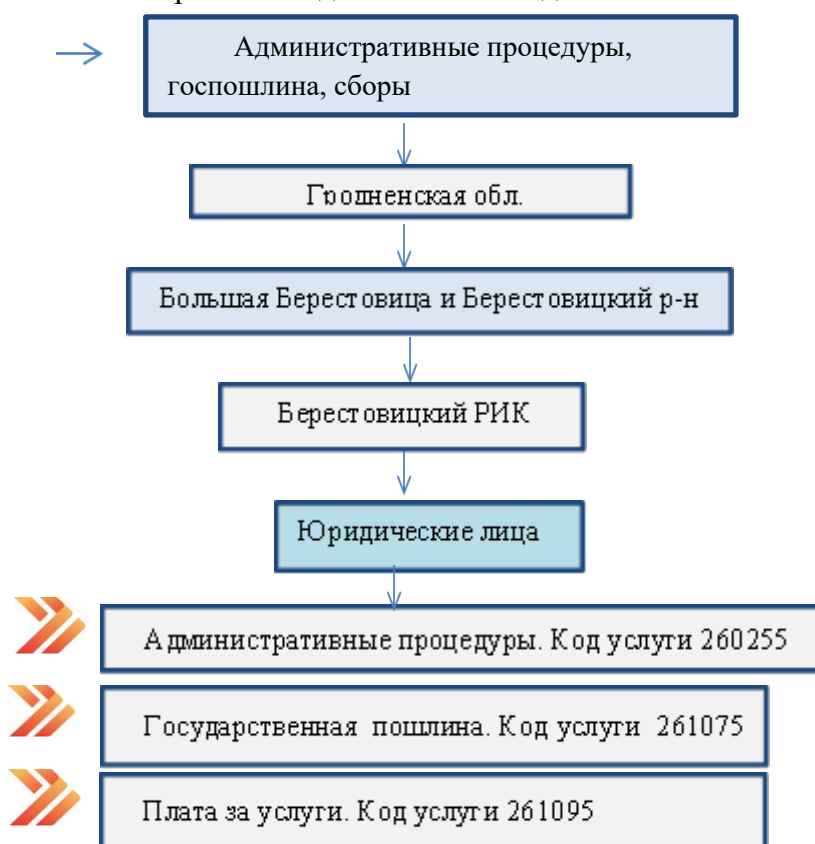 Административные процедуры,
госпошлина, сборы
Гродненская обл.
Большая Берестовица и Берестовицкий р-н
Берестовицкий РИК
Юридические лица
Административные процедуры. Код услуги 260255
Государственная пошлина. Код услуги 261075
Плата за услуги. Код услуги 261095